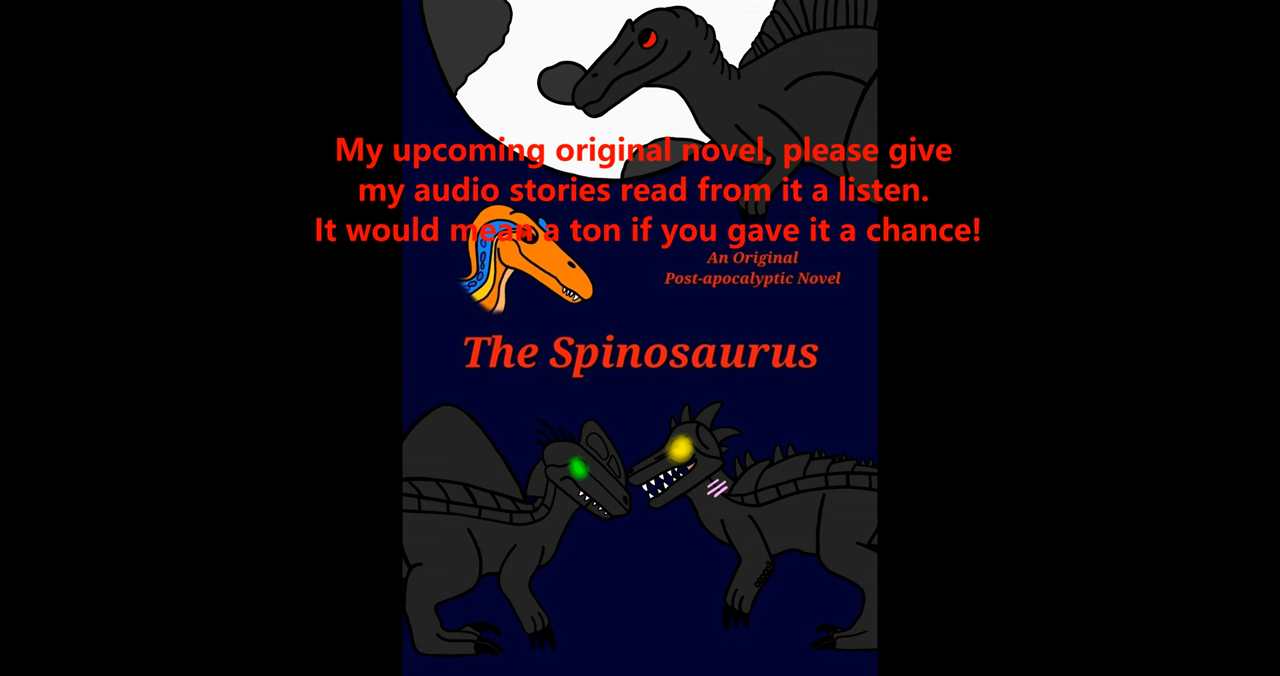 My upcoming original novel, please give
my audio stories read from it a listen.
It would mean a ton if you gave it a chance!
An Original
Post-apocalyptic Novel
The Spinosaurus